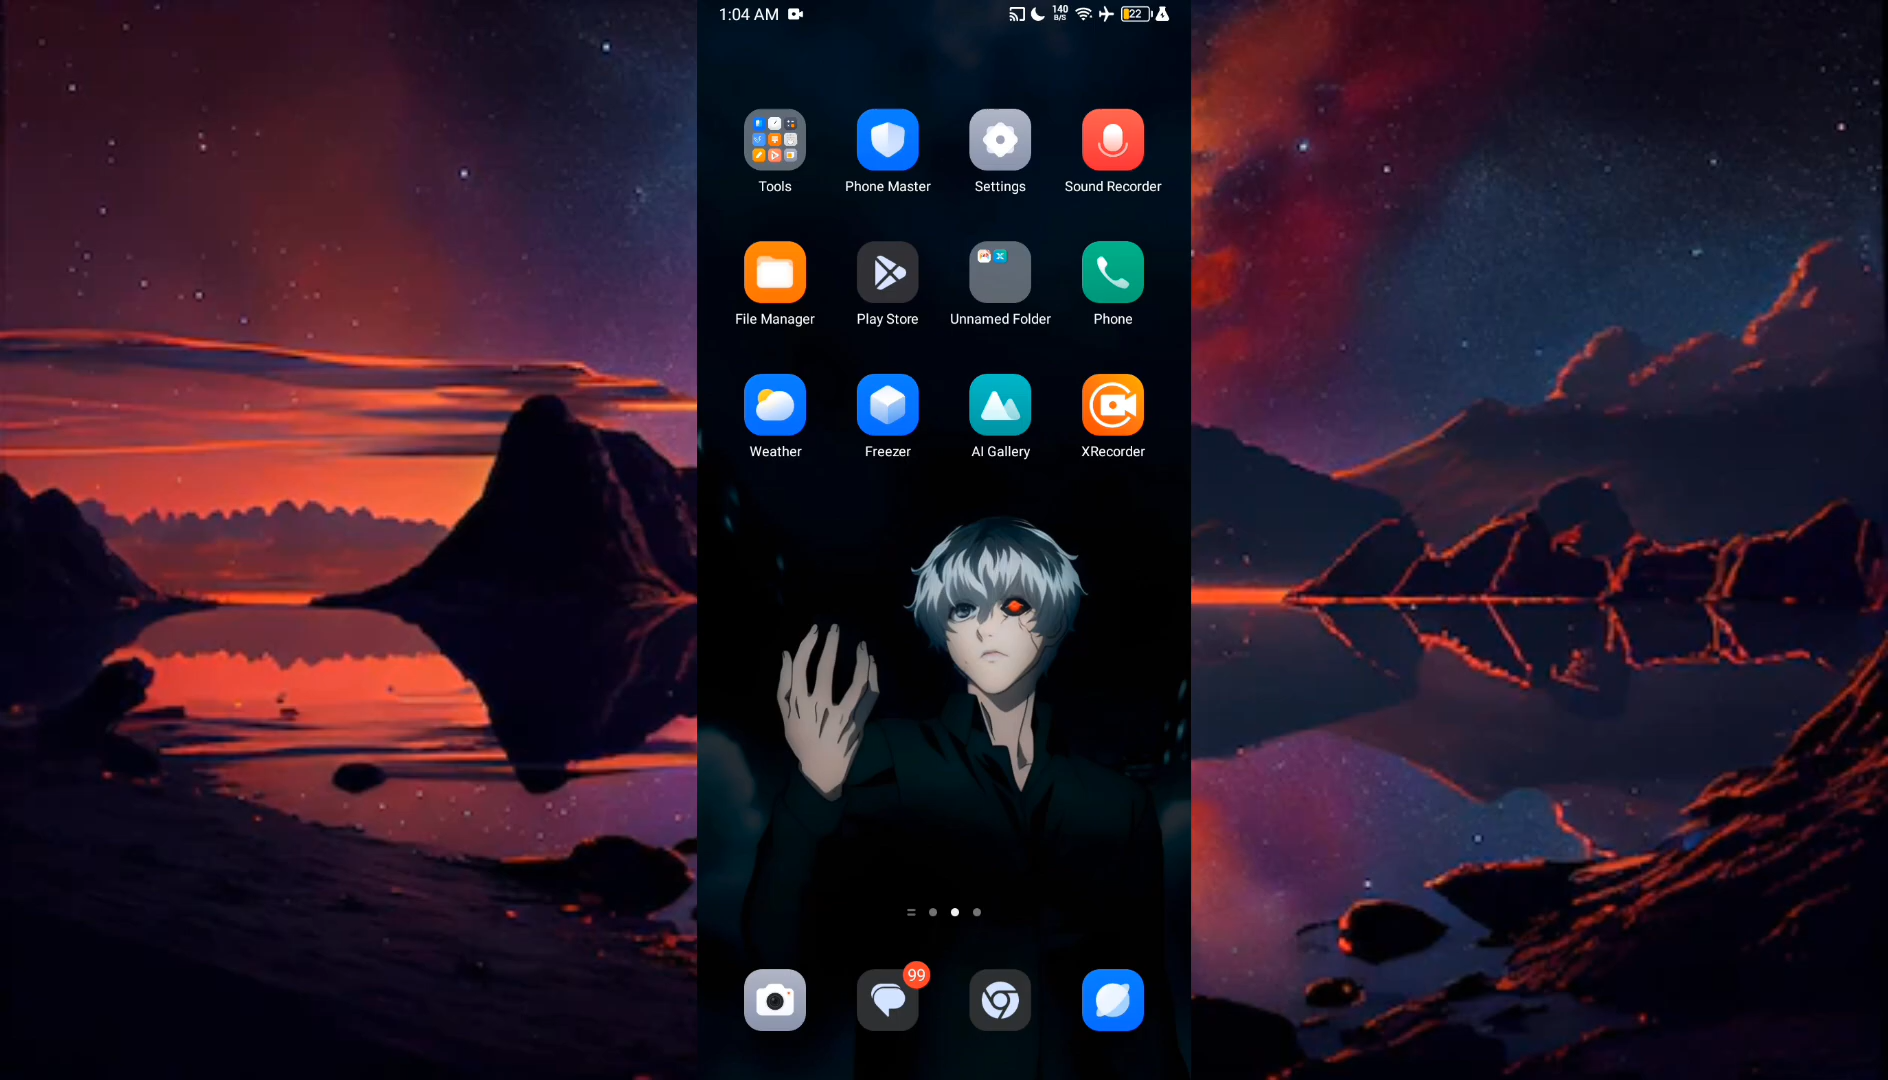 1:04 AM 140 B/S 22
Tools Phone Master Settings Sound Recorder
File Manager Play Store Unnamed Folder Phone
Weather Freezer AI Gallery XRecorder
99